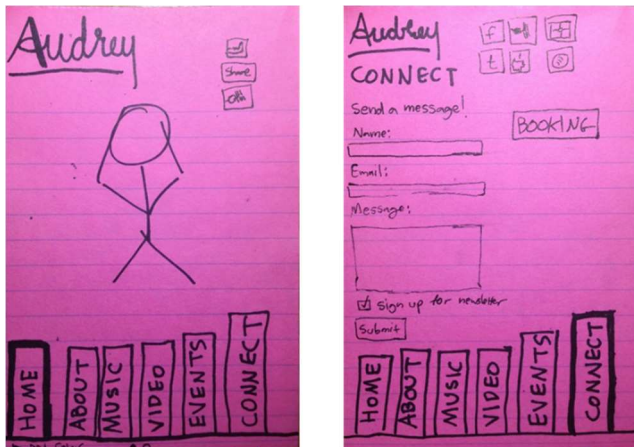 Audrey
Share
HOME
ABOUT
MUSIC
VIDEO
EVENTS
CONNECT
Audrey
f
t
CONNECT
Send a message!
BOOKING
Name:
Email:
Message:
sign up for newsletter
Submit
HOME
ABOUT
MUSIC
VIDEO
EVENTS
CONNECT